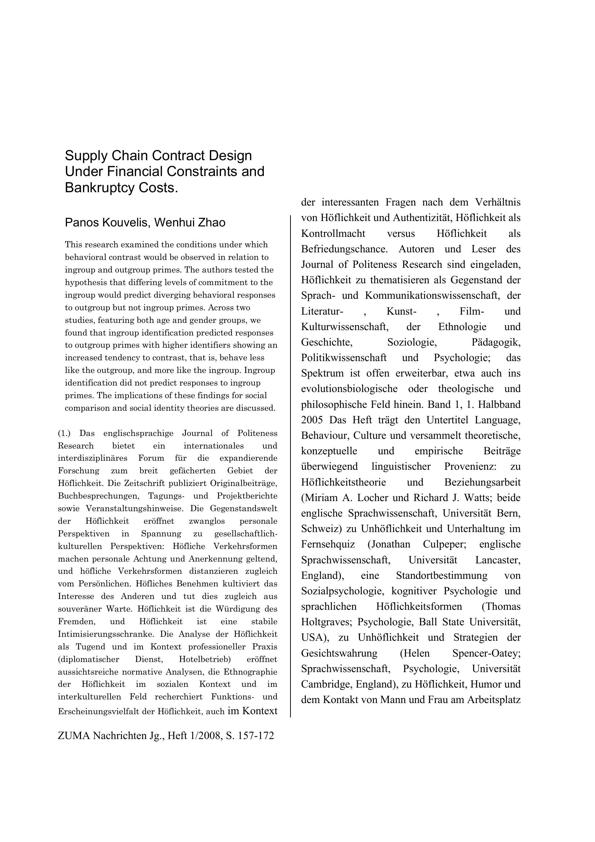 Supply Chain Contract Design
Under Financial Constraints and
Bankruptcy Costs.
Panos Kouvelis, Wenhui Zhao
This research examined the conditions under which
behavioral contrast would be observed in relation to
ingroup and outgroup primes. The authors tested the
hypothesis that differing levels of commitment to the
ingroup would predict diverging behavioral responses
to outgroup but not ingroup primes. Across two
studies, featuring both age and gender groups, we
found that ingroup identification predicted responses
to outgroup primes with higher identifiers showing an
increased tendency to contrast, that is, behave less
like the outgroup, and more like the ingroup. Ingroup
identification did not predict responses to ingroup
primes. The implications of these findings for social
comparison and social identity theories are discussed.
(1.) Das englischsprachige Journal of Politeness
Research bietet ein internationales und
interdisziplinäres Forum für die expandierende
Forschung zum breit gefächerten Gebiet der
Höflichkeit. Die Zeitschrift publiziert Originalbeiträge,
Buchbesprechungen, Tagungs- und Projektberichte
sowie Veranstaltungshinweise. Die Gegenstandswelt
der Höflichkeit eröffnet zwanglos personale
Perspektiven in Spannung zu gesellschaftlich-
kulturellen Perspektiven: Höfliche Verkehrsformen
machen personale Achtung und Anerkennung geltend,
und höfliche Verkehrsformen distanzieren zugleich
vom Persönlichen. Höfliches Benehmen kultiviert das
Interesse des Anderen und tut dies zugleich aus
souveräner Warte. Höflichkeit ist die Würdigung des
Fremden, und Höflichkeit ist eine stabile
Intimisierungsschranke. Die Analyse der Höflichkeit
als Tugend und im Kontext professioneller Praxis
(diplomatischer Dienst, Hotelbetrieb) eröffnet
aussichtsreiche normative Analysen, die Ethnographie
der Höflichkeit im sozialen Kontext und im
interkulturellen Feld recherchiert Funktions- und
Erscheinungsvielfalt der Höflichkeit, auch im Kontext
der interessanten Fragen nach dem Verhältnis
von Höflichkeit und Authentizität, Höflichkeit als
Kontrollmacht versus Höflichkeit als
Befriedungschance. Autoren und Leser des
Journal of Politeness Research sind eingeladen,
Höflichkeit zu thematisieren als Gegenstand der
Sprach- und Kommunikationswissenschaft, der
Literatur- , Kunst- , Film- und
Kulturwissenschaft, der Ethnologie und
Geschichte, Soziologie, Pädagogik,
Politikwissenschaft und Psychologie; das
Spektrum ist offen erweiterbar, etwa auch ins
evolutionsbiologische oder theologische und
philosophische Feld hinein. Band 1, 1. Halbband
2005 Das Heft trägt den Untertitel Language,
Behaviour, Culture und versammelt theoretische,
konzeptuelle und empirische Beiträge
überwiegend linguistischer Provenienz: zu
Höflichkeitstheorie und Beziehungsarbeit
(Miriam A. Locher und Richard J. Watts; beide
englische Sprachwissenschaft, Universität Bern,
Schweiz) zu Unhöflichkeit und Unterhaltung im
Fernsehquiz (Jonathan Culpeper; englische
Sprachwissenschaft, Universität Lancaster,
England), eine Standortbestimmung von
Sozialpsychologie, kognitiver Psychologie und
sprachlichen Höflichkeitsformen (Thomas
Holtgraves; Psychologie, Ball State Universität,
USA), zu Unhöflichkeit und Strategien der
Gesichtswahrung (Helen Spencer-Oatey;
Sprachwissenschaft, Psychologie, Universität
Cambridge, England), zu Höflichkeit, Humor und
dem Kontakt von Mann und Frau am Arbeitsplatz
ZUMA Nachrichten Jg., Heft 1/2008, S. 157-172